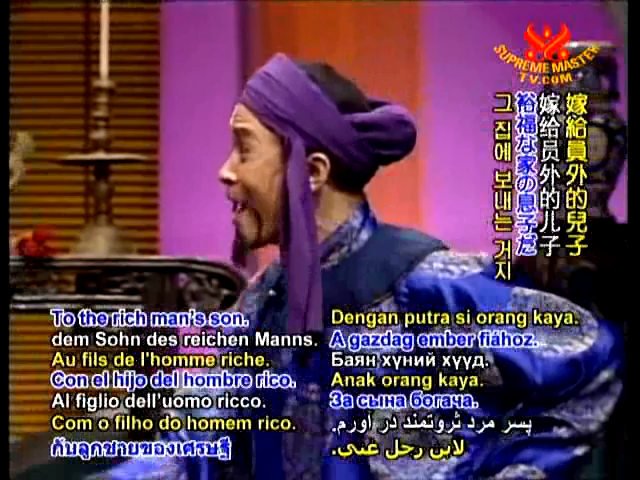 SUPREME MASTER
TV.COM
嫁給員外的兒子
嫁给员外的儿子
裕福な家の息子だ
그 집에 보내는 거지
To the rich man's son.
dem Sohn des reichen Manns.
Au fils de l'homme riche.
Con el hijo del hombre rico.
Al figlio dell'uomo ricco.
Com o filho do homem rico.
กับลูกชายของเศรษฐี
Dengan putra si orang kaya.
A gazdag ember fiához.
Баян хүний хүүд.
Anak orang kaya.
За сына богача.
پسر مرد ثروتمند در آورم.
لابن رجل غني.